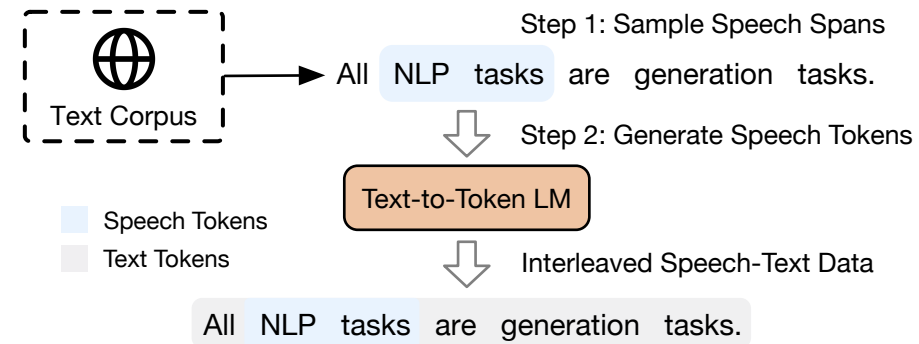 Step 1: Sample Speech Spans
All NLP tasks are generation tasks.
Text Corpus
Step 2: Generate Speech Tokens
Text-to-Token LM
Speech Tokens
Text Tokens
Interleaved Speech-Text Data
All NLP tasks are generation tasks.